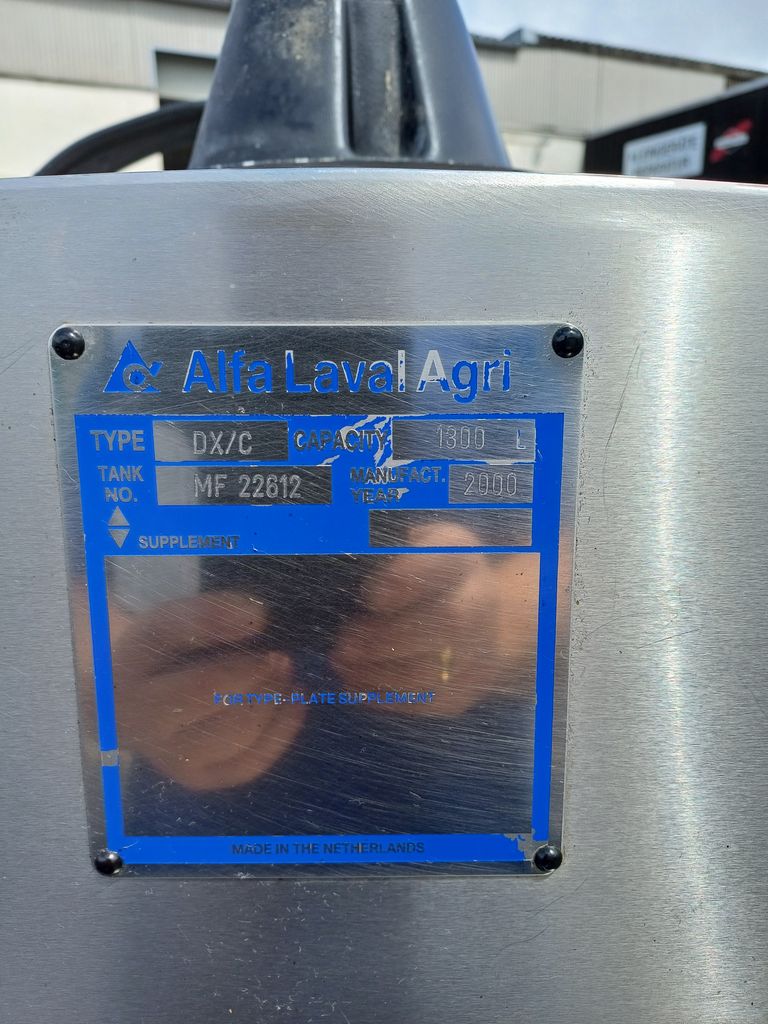 Alfa Laval Agri
TYPE DX/C CAPACITY 1300 L
TANK NO. MF 22612 MANUFACT. YEAR 2000
SUPPLEMENT
FOR TYPE-PLATE SUPPLEMENT
MADE IN THE NETHERLANDS